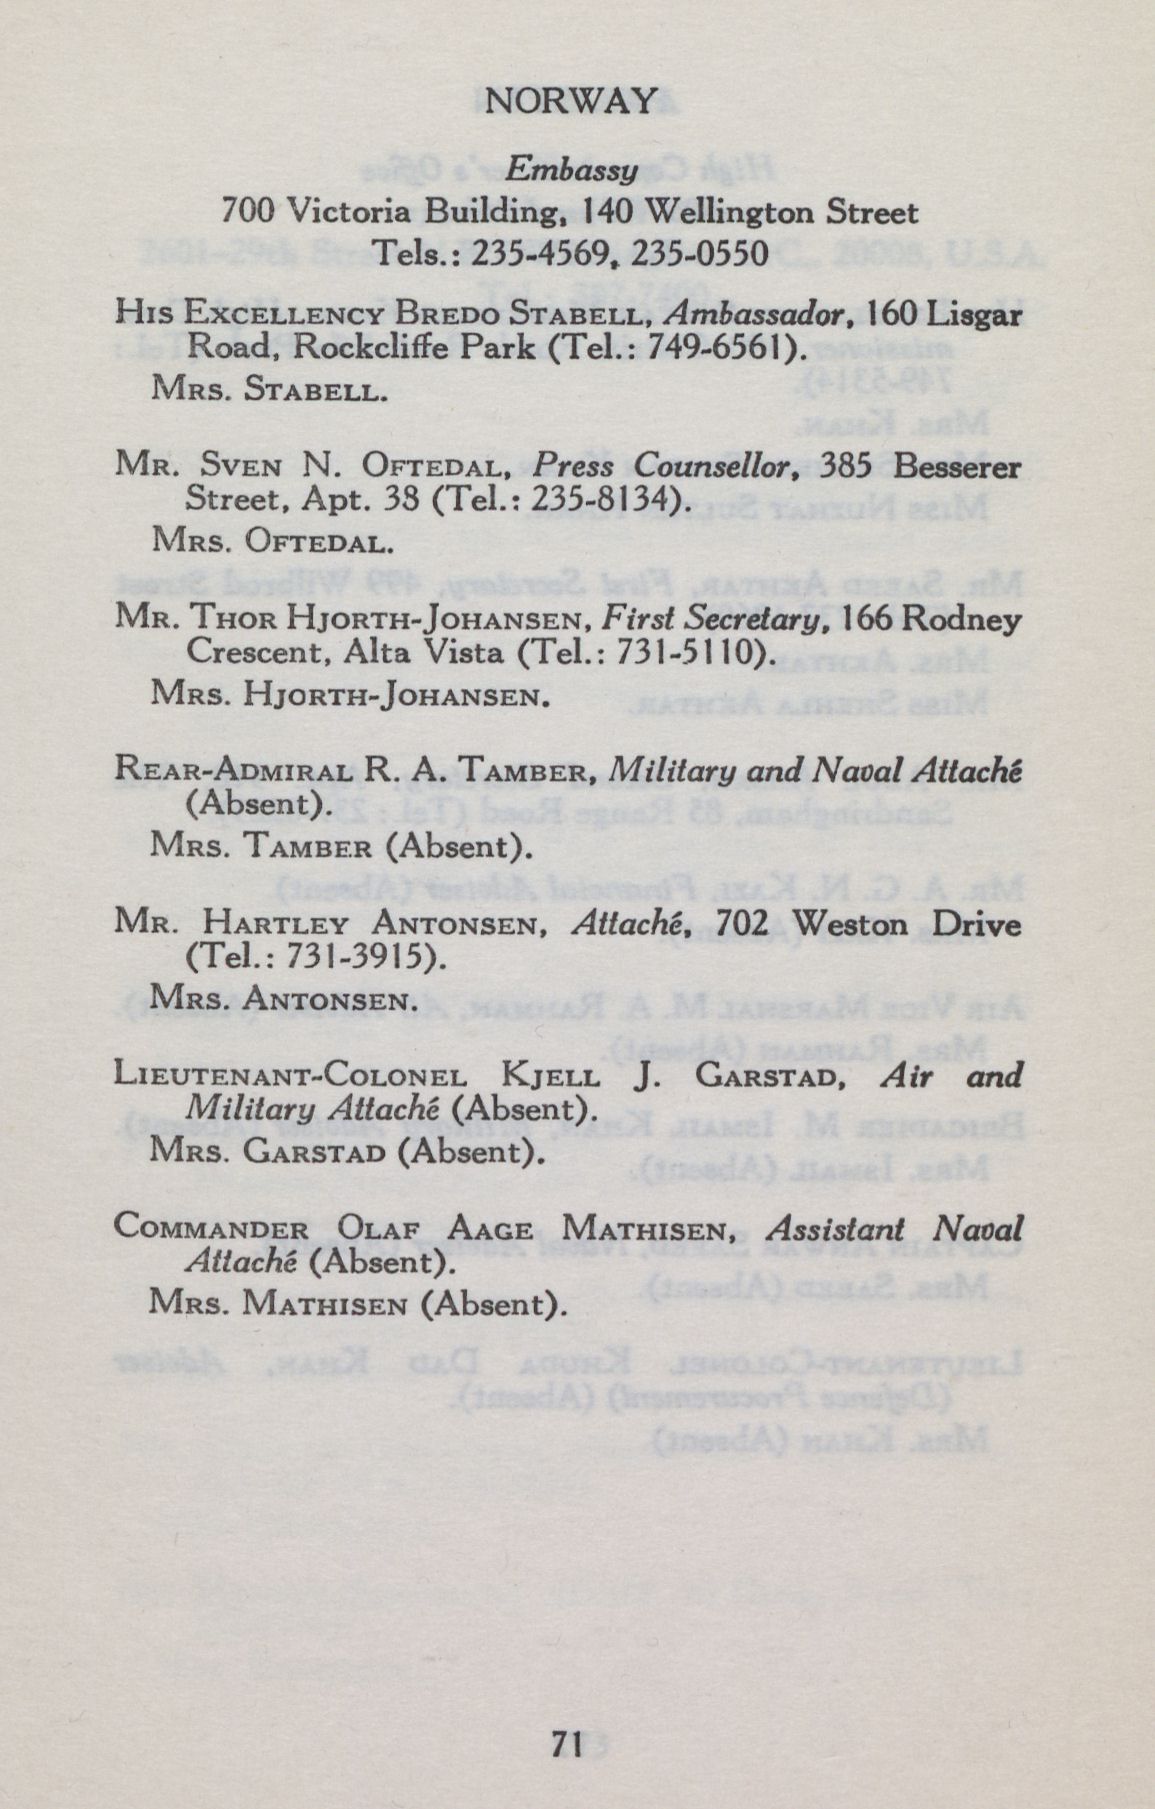 NORWAY
Embassy
700 Victoria Building, 140 Wellington Street
Tels.: 235-4569, 235-0550
HIS EXCELLENCY BREDO STABELL, Ambassador, 160 Lisgar
Road, Rockcliffe Park (Tel.: 749-6561).
MRS. STABELL.
MR. SVEN N. OFTEDAL, Press Counsellor, 385 Besserer
Street, Apt. 38 (Tel.: 235-8134).
MRS. OFTEDAL.
MR. THOR HJORTH-JOHANSEN, First Secretary, 166 Rodney
Crescent, Alta Vista (Tel.: 731-5110).
MRS. HJORTH-JOHANSEN.
REAR-ADMIRAL R. A. TAMBER, Military and Naval Attaché
(Absent).
MRS. TAMBER (Absent).
MR. HARTLEY ANTONSEN, Attaché, 702 Weston Drive
(Tel.: 731-3915).
MRS. ANTONSEN.
LIEUTENANT-COLONEL KJELL J. GARSTAD, Air and
Military Attaché (Absent).
MRS. GARSTAD (Absent).
COMMANDER OLAF AAGE MATHISEN, Assistant Naval
Attaché (Absent).
MRS. MATHISEN (Absent).
71